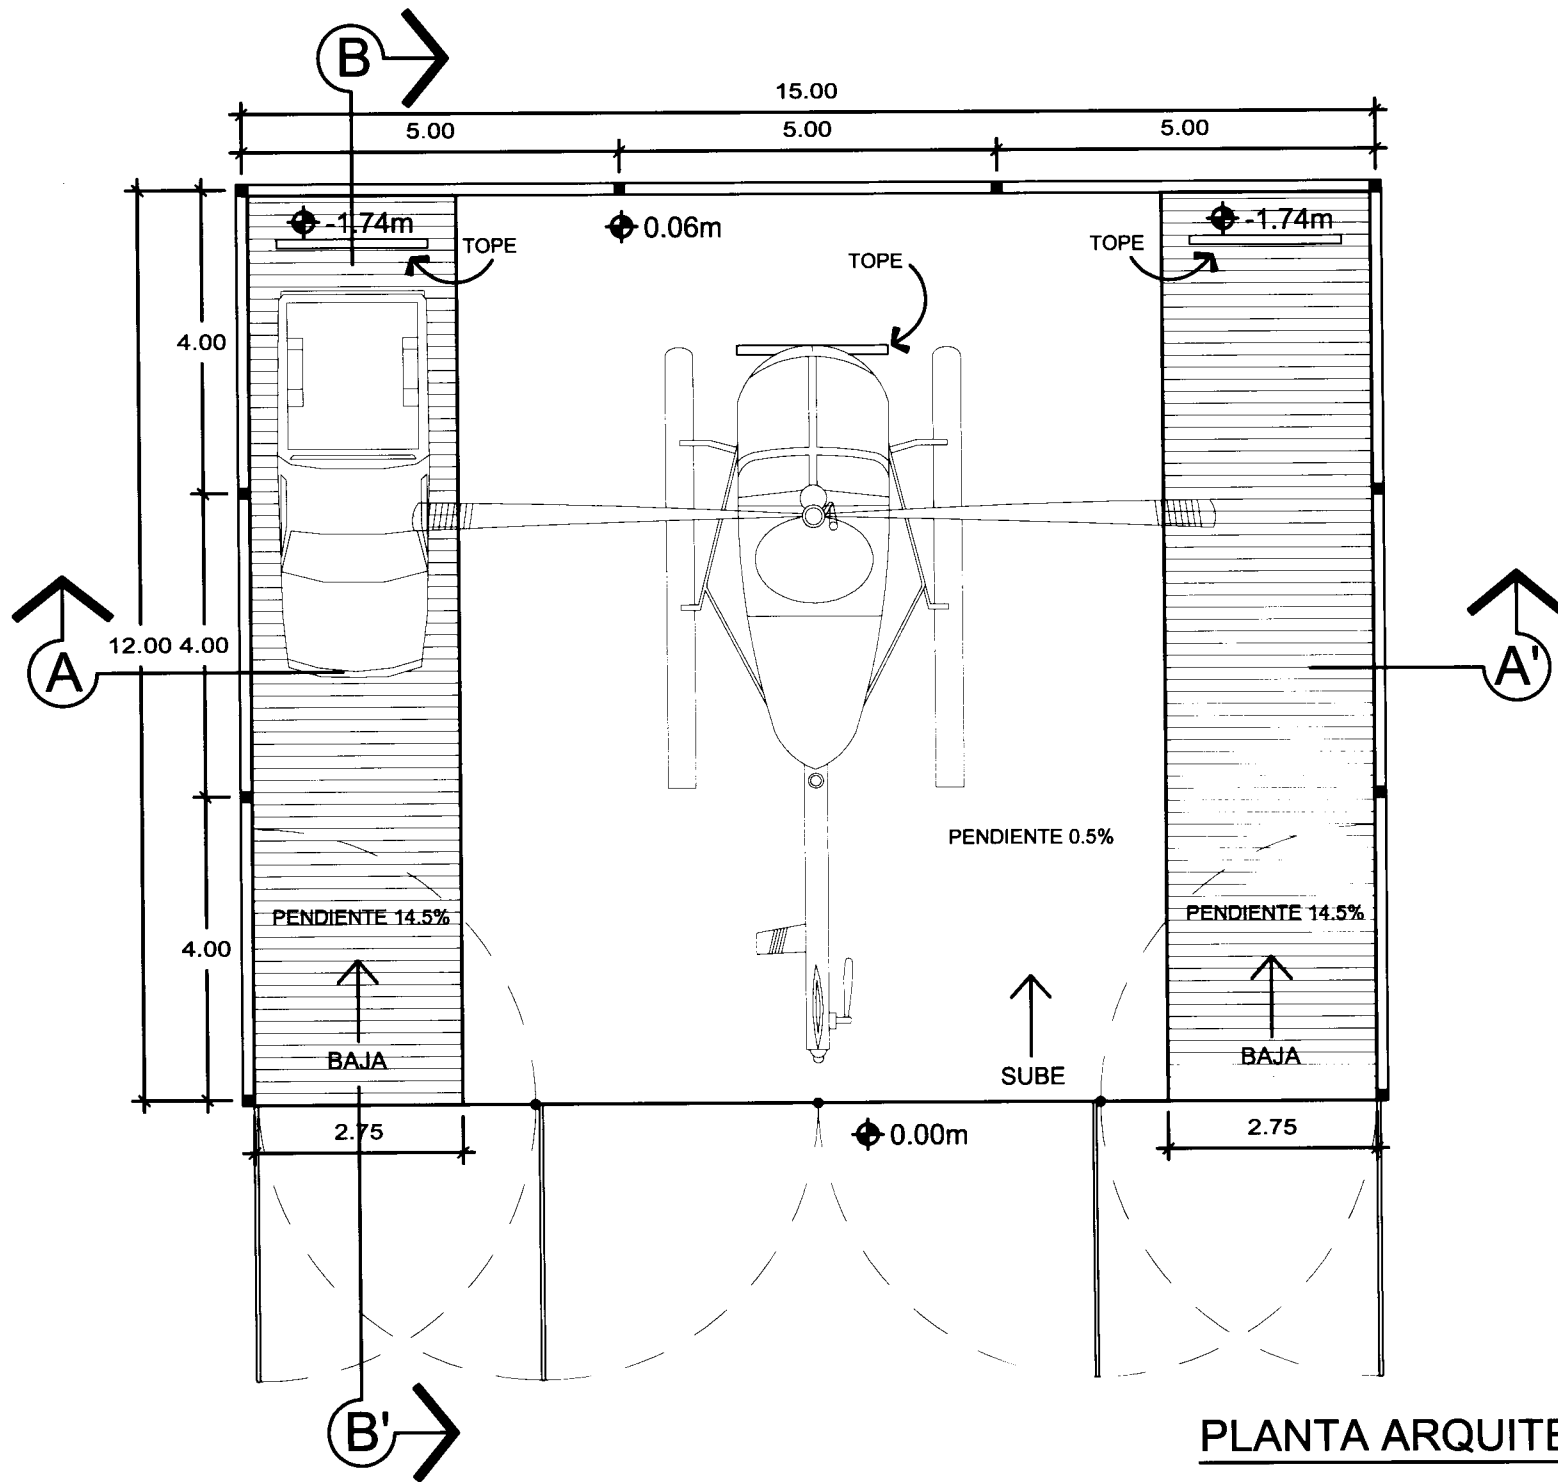 B
15.00
5.00
5.00
5.00
-1.74m
0.06m
-1.74m
TOPE
TOPE
TOPE
4.00
12.00
4.00
A
A'
PENDIENTE 0.5%
PENDIENTE 14.5%
PENDIENTE 14.5%
4.00
BAJA
SUBE
BAJA
2.75
0.00m
2.75
B'
PLANTA ARQUITE